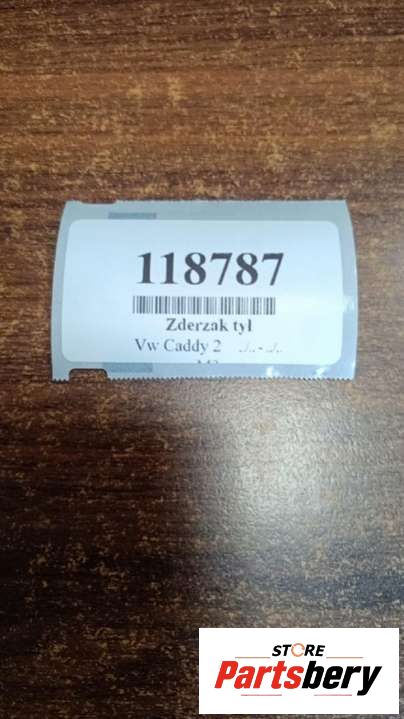 118787
Zderzak tył
Vw Caddy 2 ./.. - ../..
STORE
Partsbery